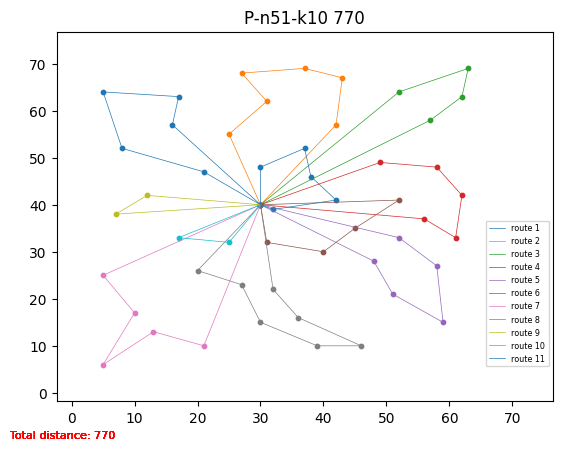 P-n51-k10 770
70
60
50
40
30
20
10
0
route 1
route 2
route 3
route 4
route 5
route 6
route 7
route 8
route 9
route 10
route 11
0 10 20 30 40 50 60 70
Total distance: 770